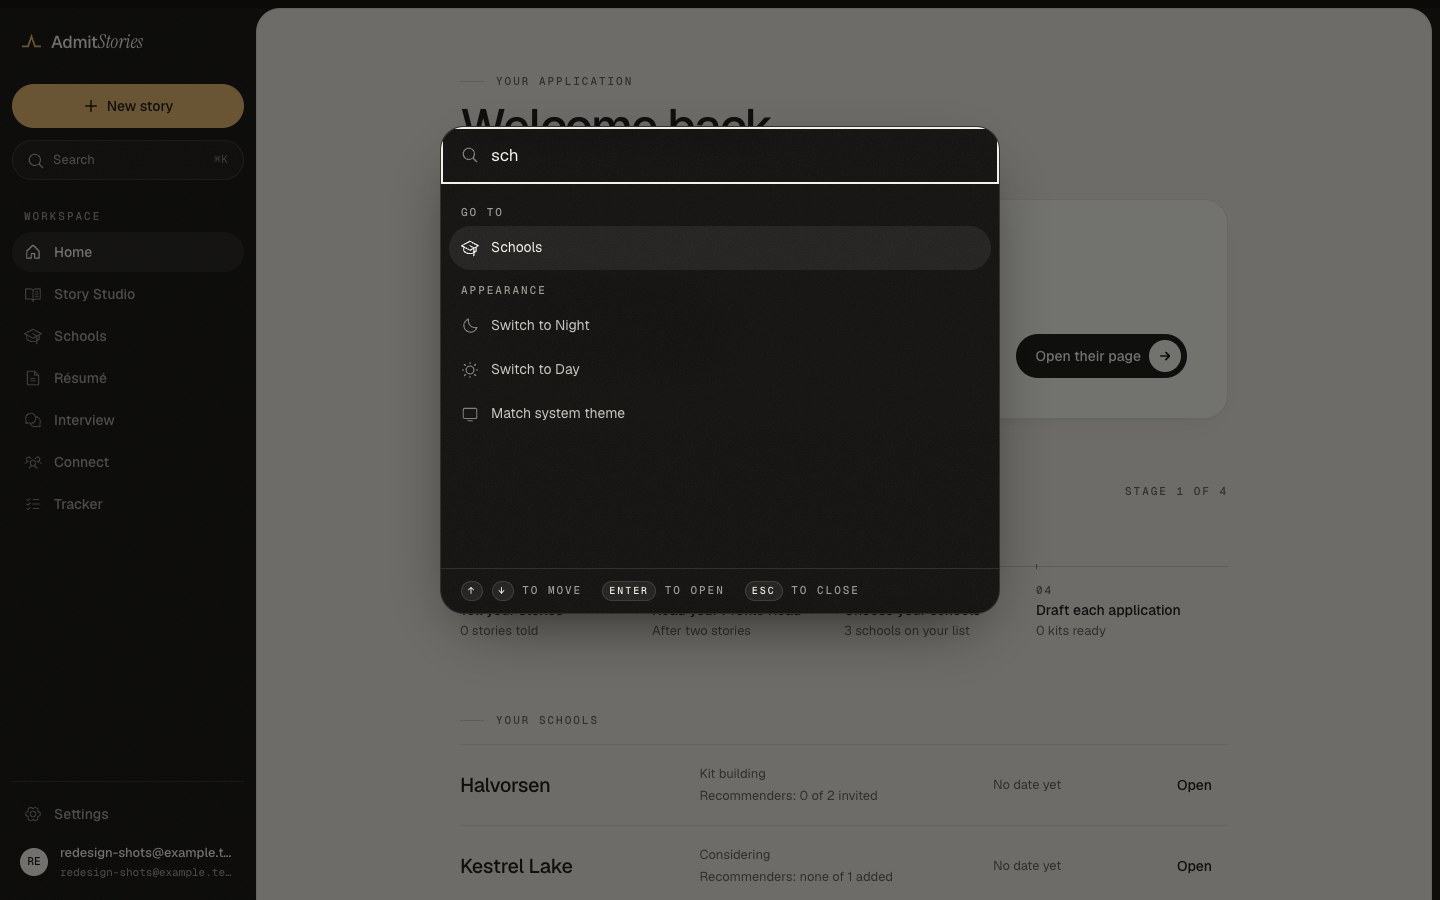 AdmitStories
New story
Search
⌘K
WORKSPACE
Home
Story Studio
Schools
Résumé
Interview
Connect
Tracker
Settings
RE
redesign-shots@example.t…
redesign-shots@example.te…
YOUR APPLICATION
Welcome back
sch
GO TO
Schools
APPEARANCE
Switch to Night
Switch to Day
Match system theme
↑ ↓ TO MOVE ENTER TO OPEN ESC TO CLOSE
Open their page
STAGE 1 OF 4
0 stories told
After two stories
3 schools on your list
04
Draft each application
0 kits ready
YOUR SCHOOLS
Halvorsen
Kit building
Recommenders: 0 of 2 invited
No date yet
Open
Kestrel Lake
Considering
Recommenders: none of 1 added
No date yet
Open